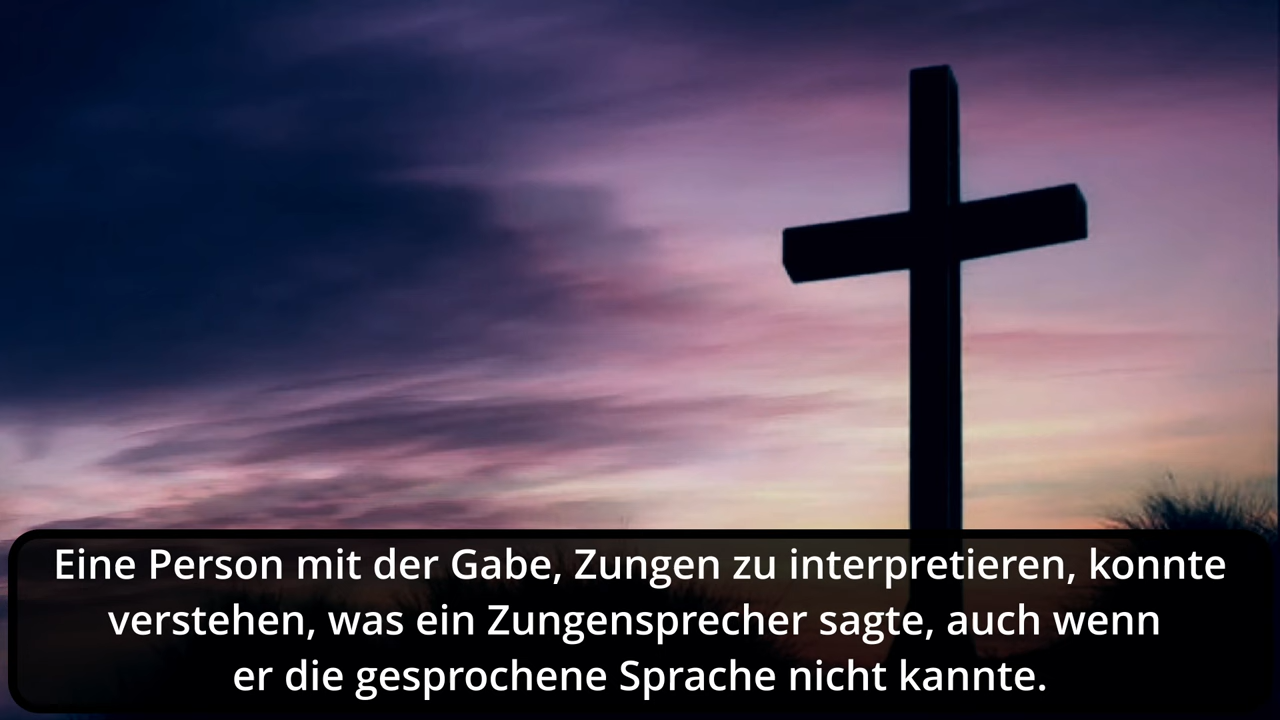 Eine Person mit der Gabe, Zungen zu interpretieren, konnte
verstehen, was ein Zungensprecher sagte, auch wenn
er die gesprochene Sprache nicht kannte.